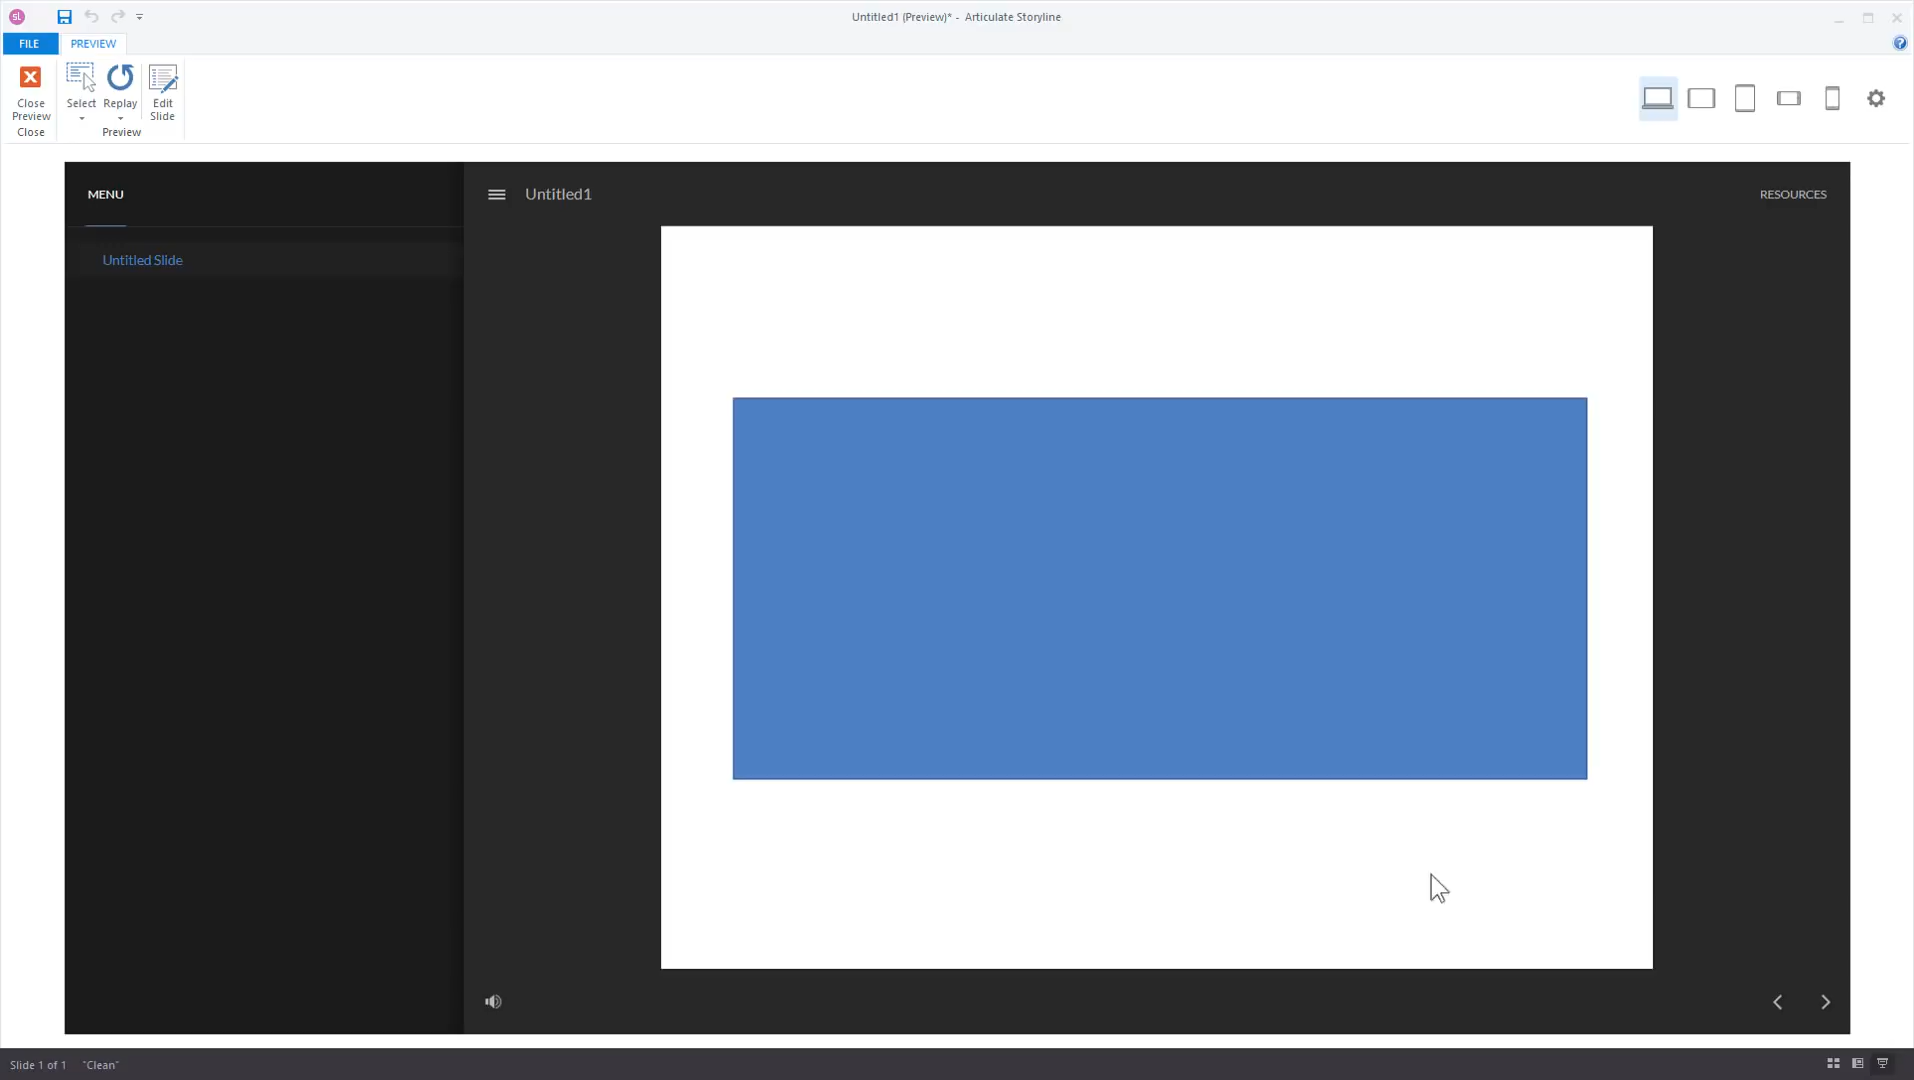 sl
Untitled1 (Preview)* - Articulate Storyline
FILE
PREVIEW
?
Close
Preview
Select
Replay
Edit
Slide
Close
Preview
MENU
Untitled1
RESOURCES
Untitled Slide
Slide 1 of 1
"Clean"